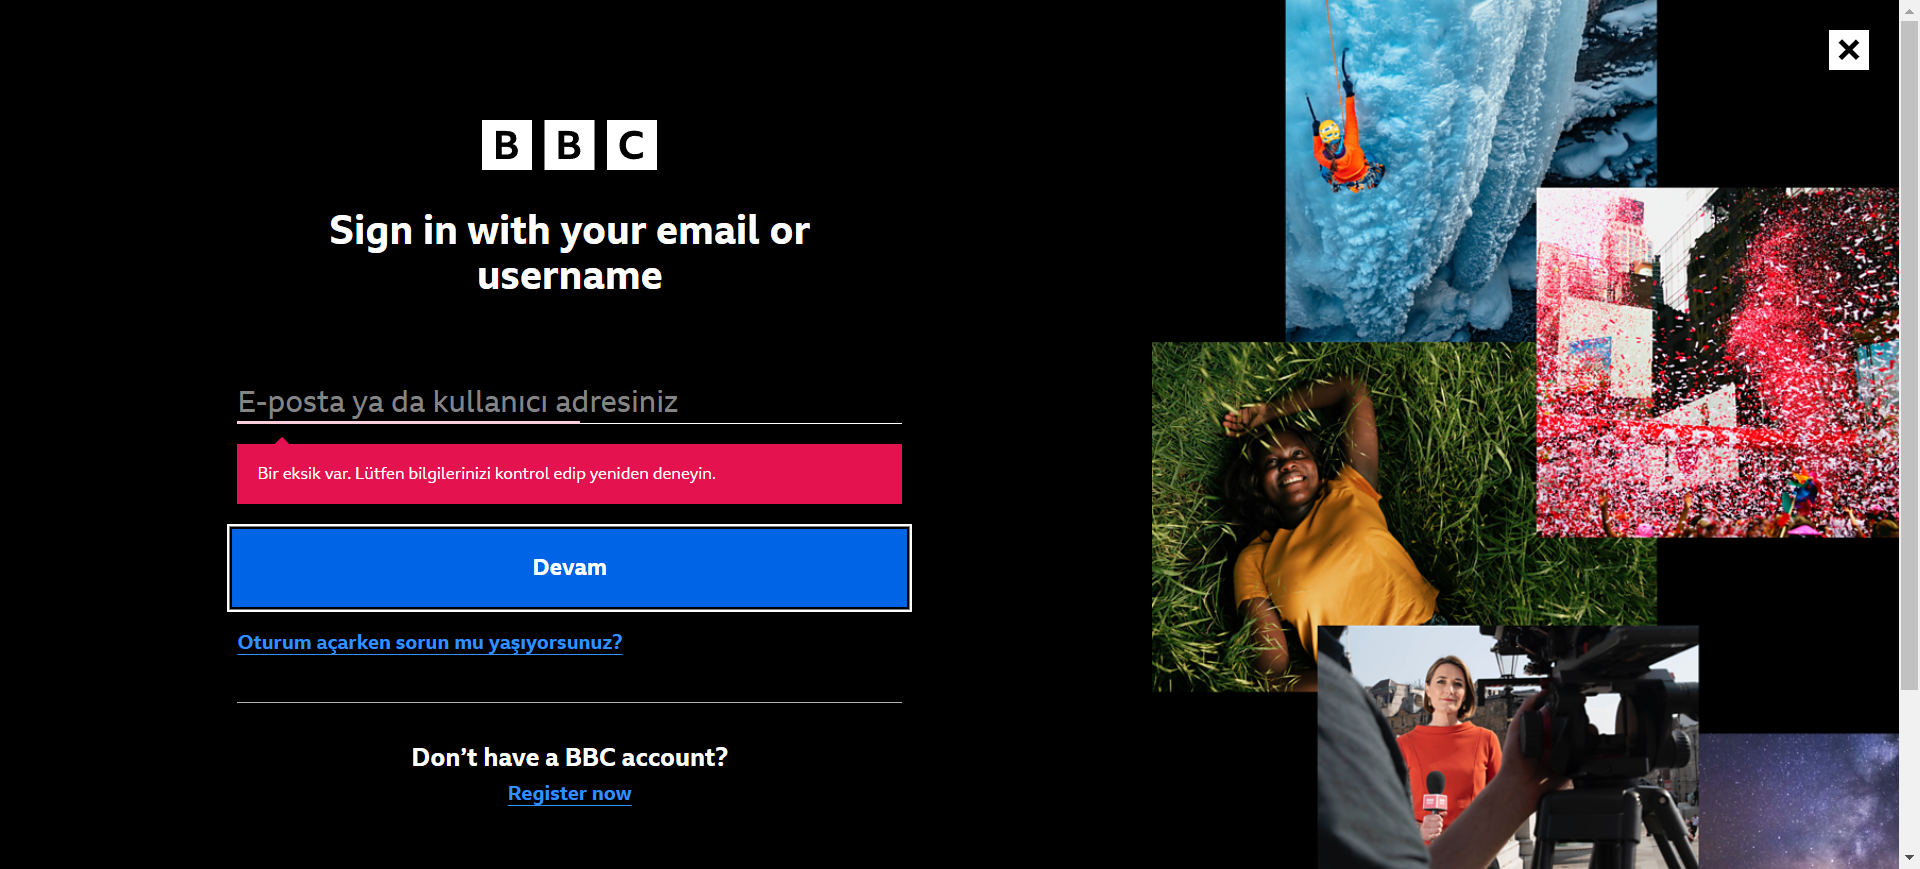 BBC
Sign in with your email or
username
E-posta ya da kullanıcı adresiniz
Bir eksik var. Lütfen bilgilerinizi kontrol edip yeniden deneyin.
Devam
Oturum açarken sorun mu yaşıyorsunuz?
Don’t have a BBC account?
Register now